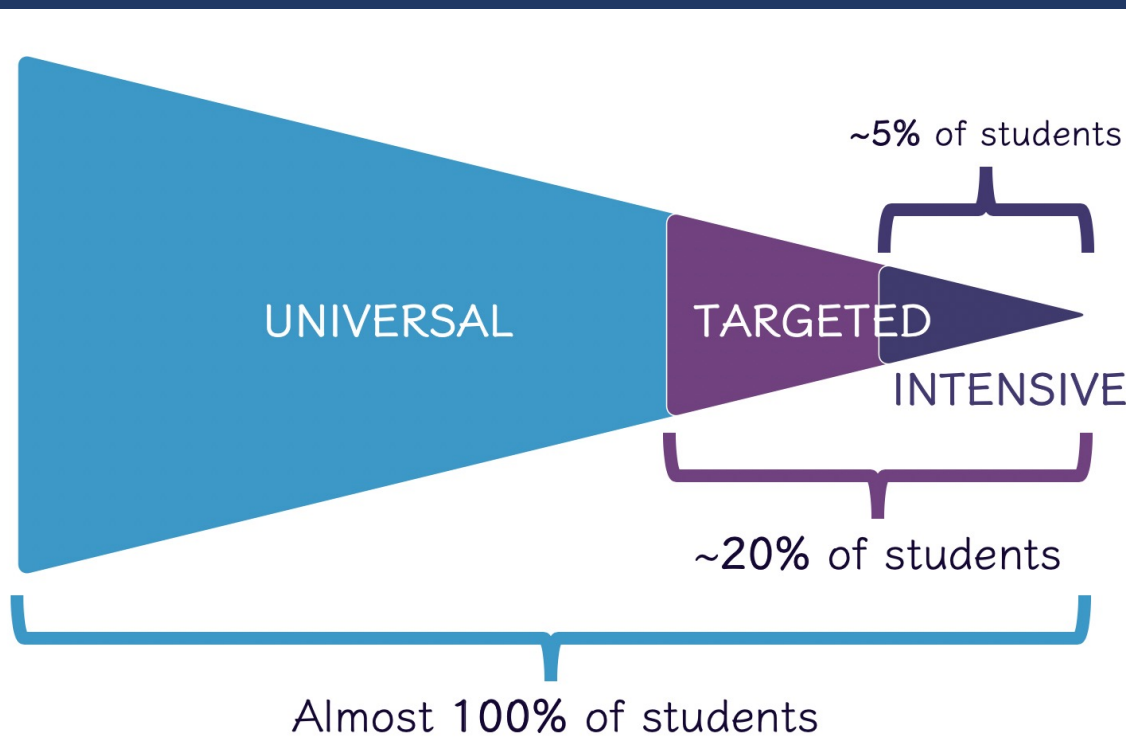 ~5% of students
UNIVERSAL
TARGETED
INTENSIVE
~20% of students
Almost 100% of students